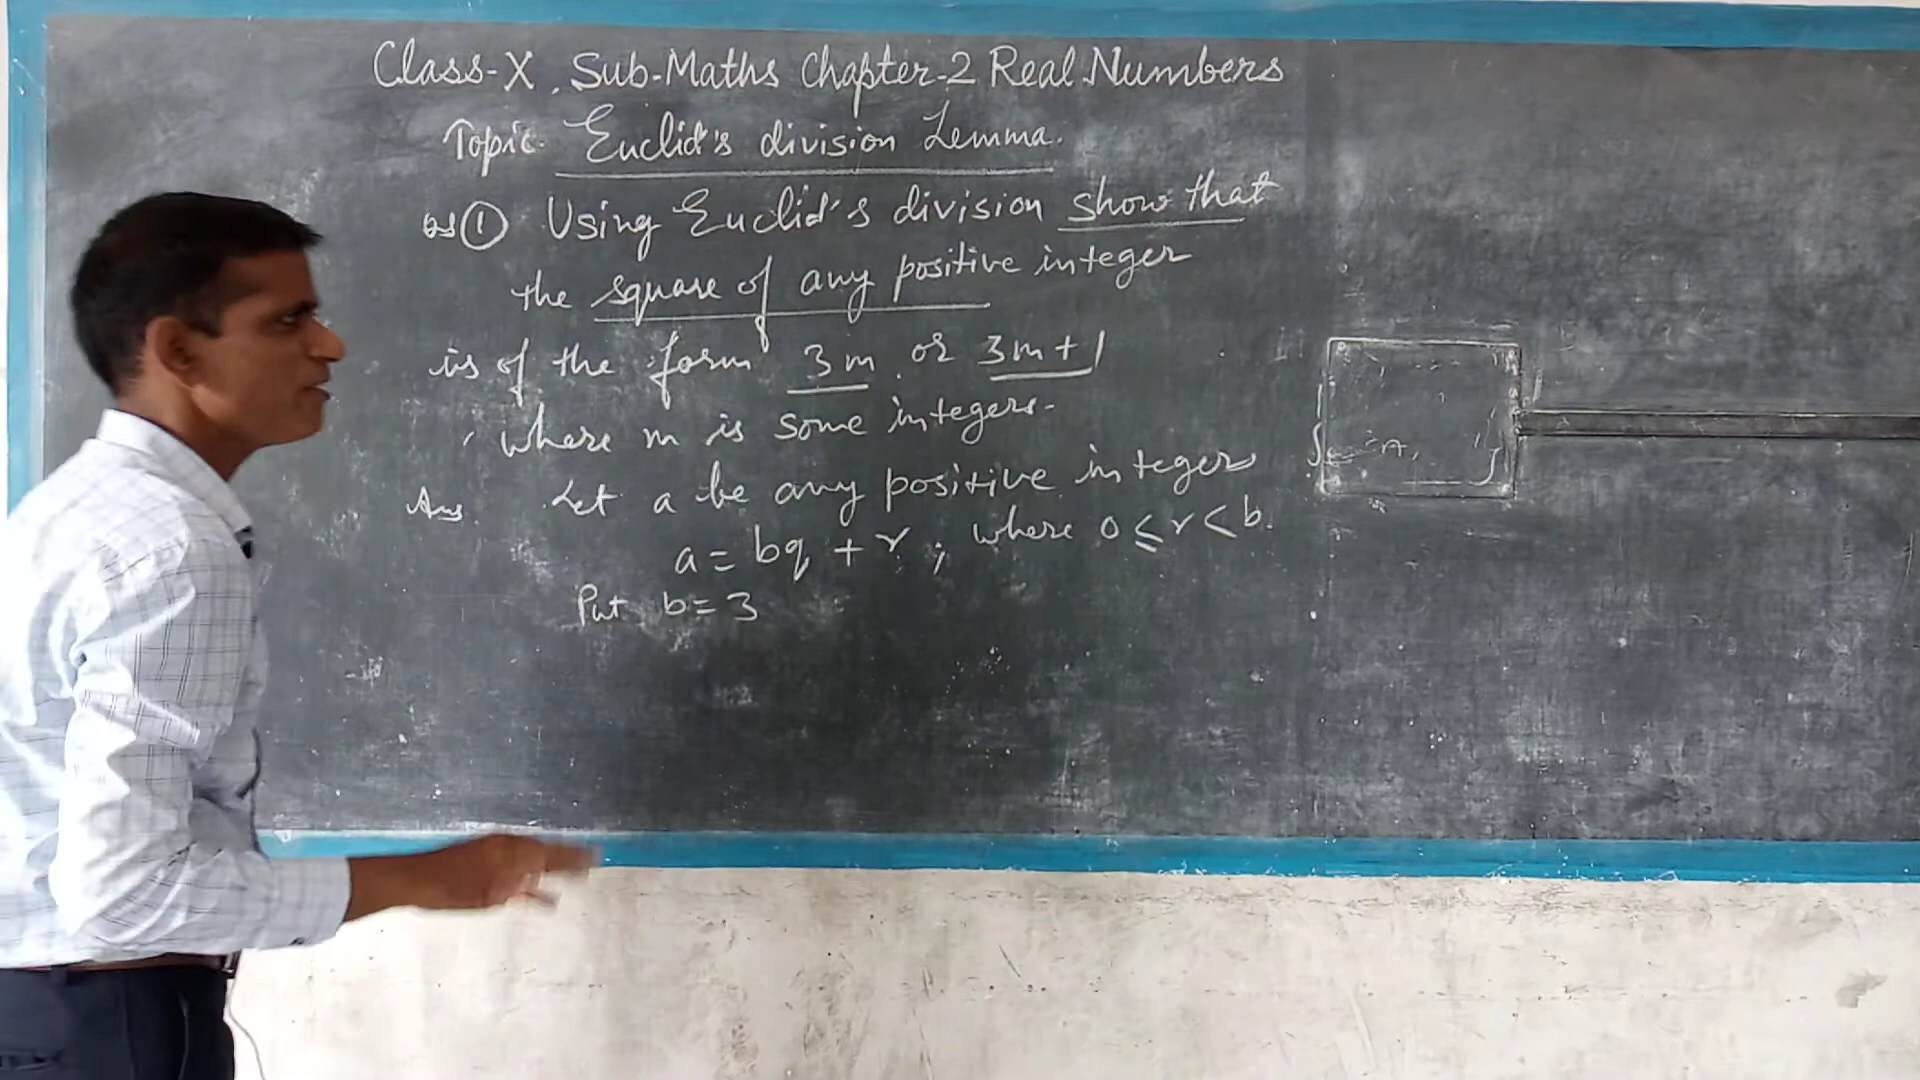 Class-X, Sub-Maths Chapter-2 Real Numbers
Topic. Euclid's division Lemma.
① Using Euclid's division show that
the square of any positive integer
is of the form 3m or 3m+1
, where m is some integers.
Ans. Let a be any positive integer
a = bq + r ; where 0 ≤ r < b.
Put b = 3